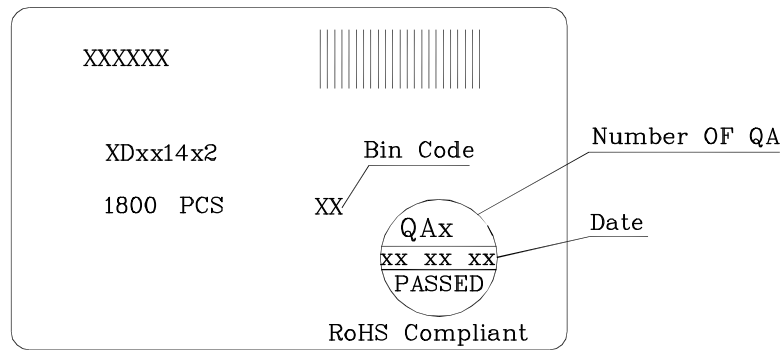 XXXXXX
XDxx14x2
Bin Code
Number OF QA
1800 PCS
XX
QAx
Date
xx xx xx
PASSED
RoHS Compliant